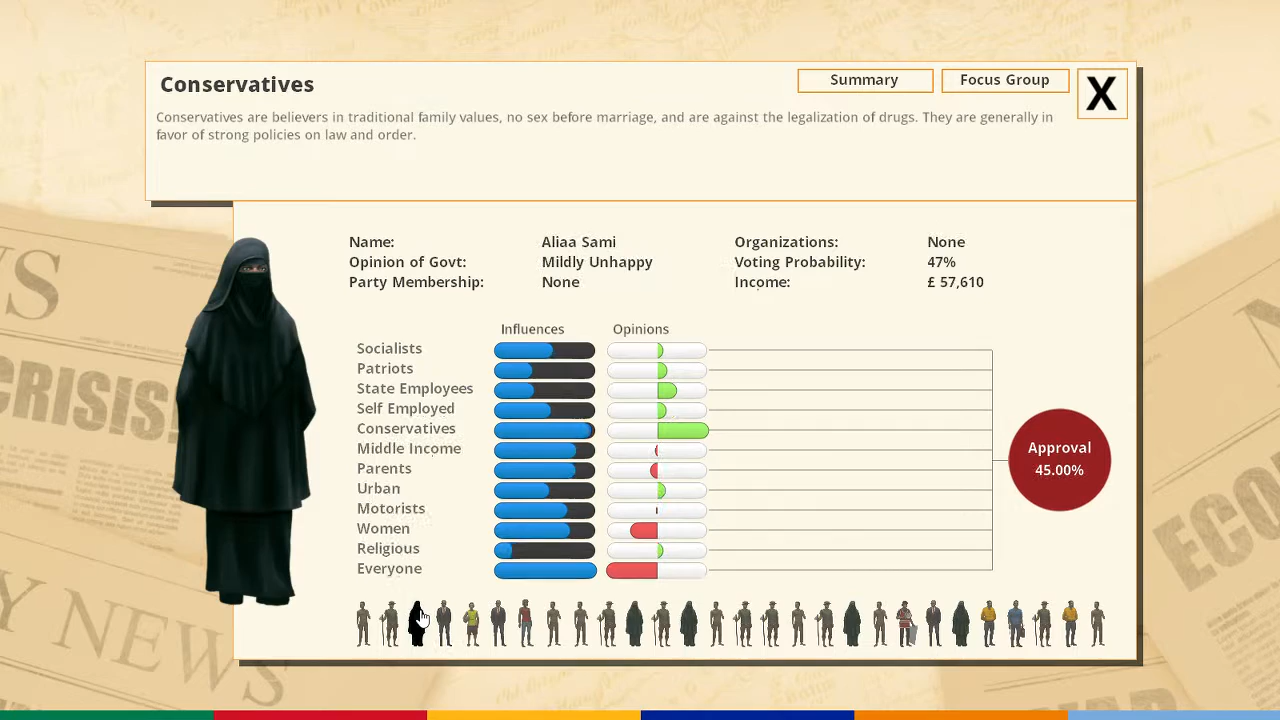 Conservatives
Summary
Focus Group
X
Conservatives are believers in traditional family values, no sex before marriage, and are against the legalization of drugs. They are generally in
favor of strong policies on law and order.
Name: Aliaa Sami Organizations: None
Opinion of Govt: Mildly Unhappy Voting Probability: 47%
Party Membership: None Income: £ 57,610
Influences Opinions
Socialists
Patriots
State Employees
Self Employed
Conservatives
Middle Income
Parents
Urban
Motorists
Women
Religious
Everyone
Approval
45.00%
CRISIS!
NEWS